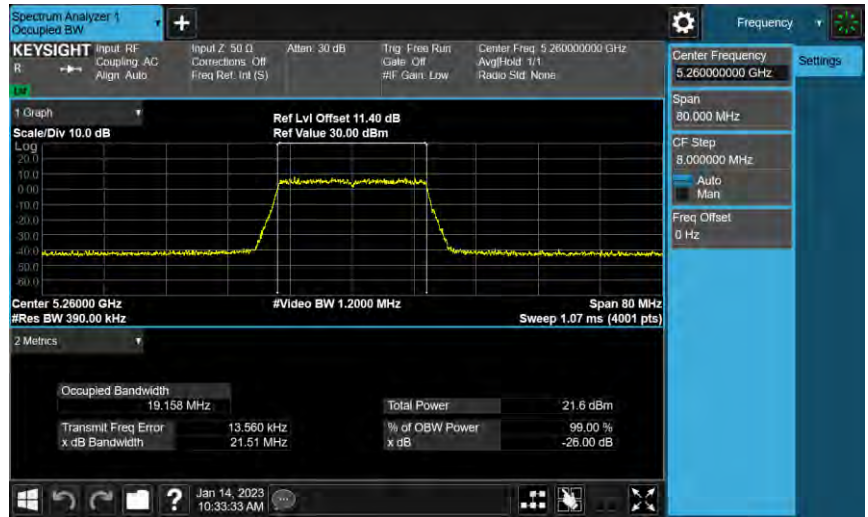 Spectrum Analyzer 1
Occupied BW
+
Frequency
KEYSIGHT
R
Input: RF
Coupling: AC
Align: Auto
Input Z: 50 Ω
Corrections: Off
Freq Ref: Int (S)
Atten: 30 dB
Trig: Free Run
Gate: Off
#IF Gain: Low
Center Freq: 5.260000000 GHz
Avg|Hold: 1/1
Radio Std: None
Center Frequency
5.260000000 GHz
Settings
Span
80.000 MHz
CF Step
8.000000 MHz
Auto
Man
Freq Offset
0 Hz
1 Graph
Scale/Div 10.0 dB
Ref Lvl Offset 11.40 dB
Ref Value 30.00 dBm
Log
20.0
10.0
0.00
-10.0
-20.0
-30.0
-40.0
-50.0
-60.0
Center 5.26000 GHz
#Res BW 390.00 kHz
#Video BW 1.2000 MHz
Span 80 MHz
Sweep 1.07 ms (4001 pts)
2 Metrics
Occupied Bandwidth
19.158 MHz
Transmit Freq Error 13.560 kHz
x dB Bandwidth 21.51 MHz
Total Power 21.6 dBm
% of OBW Power 99.00 %
x dB -26.00 dB
?
Jan 14, 2023
10:33:33 AM